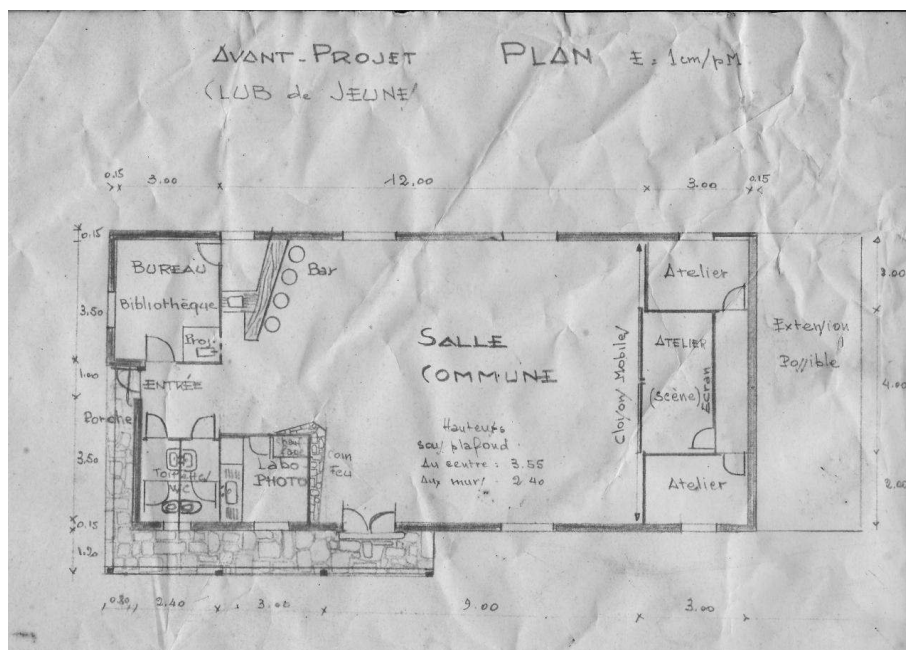 AVANT-PROJET PLAN E: 1cm/pM
CLUB de JEUNES
0.15 3.00 12.00 3.00 0.15
0.15
3.50
1.00
3.50
0.15
1.20
BUREAU
Bibliothèque
Proj.
Bar
ENTRÉE
Porche
Toilettes
WC
Labo
PHOTO
Coin
Feu
SALLE
COMMUNE
Hauteurs
sous plafond
Au centre : 3.55
Aux murs : 2.40
Cloison Mobile
Atelier
ATELIER
(Scène)
ECRAN
Atelier
Extension
Possible
4.00
2.00
0.80 2.40 3.00 9.00 3.00